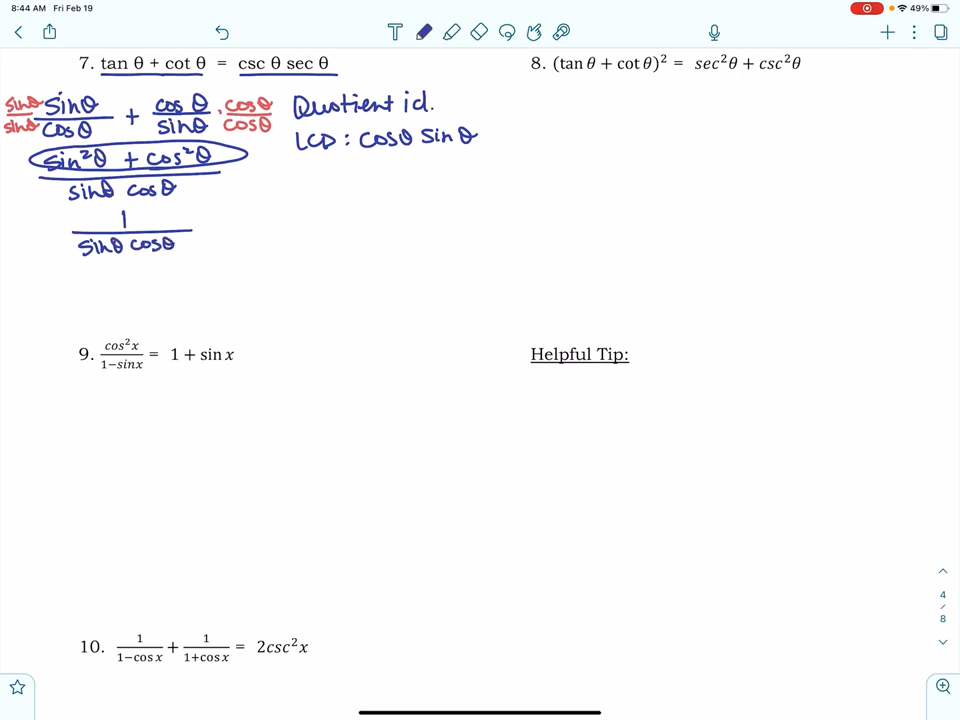 8:44 AM Fri Feb 19
49%
7. tan θ + cot θ = csc θ sec θ
sinθ/sinθ sinθ/cosθ + cosθ/sinθ · cosθ/cosθ
Quotient id.
LCD : cosθ sinθ
sin²θ + cos²θ
sinθ cosθ
1
sinθ cosθ
8. (tan θ + cot θ)² = sec²θ + csc²θ
9. cos²x/1−sinx = 1 + sin x
Helpful Tip:
10. 1/1−cos x + 1/1+cos x = 2csc²x
4
/
8